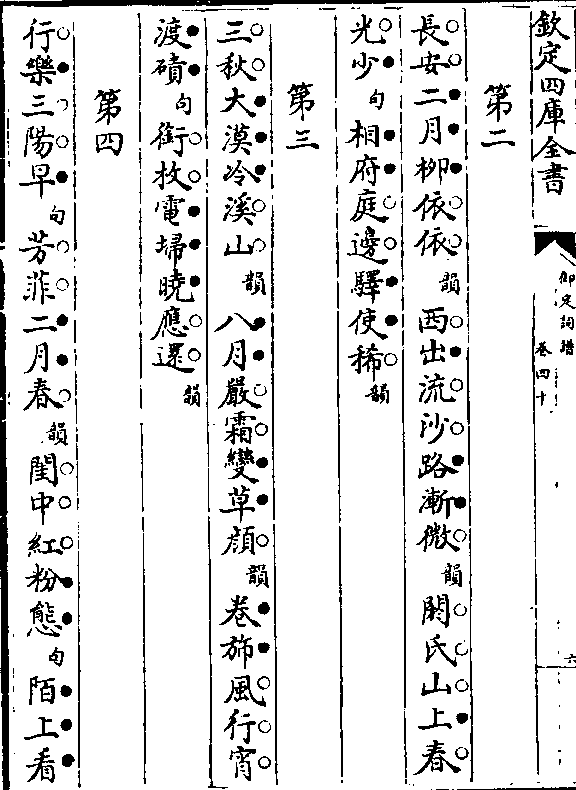 欽定四庫全書
御定詞譜
卷四十
六
第二
長安二月柳依依韻西出流沙路漸微韻閼氏山上春
光少句相府庭邊驛使稀韻
第三
三秋大漠冷溪山韻八月嚴霜變草顔韻卷斾風行宵
渡磧句銜枚電埽曉應還韻
第四
行樂三陽早句芳菲二月春韻閨中紅粉態句陌上看